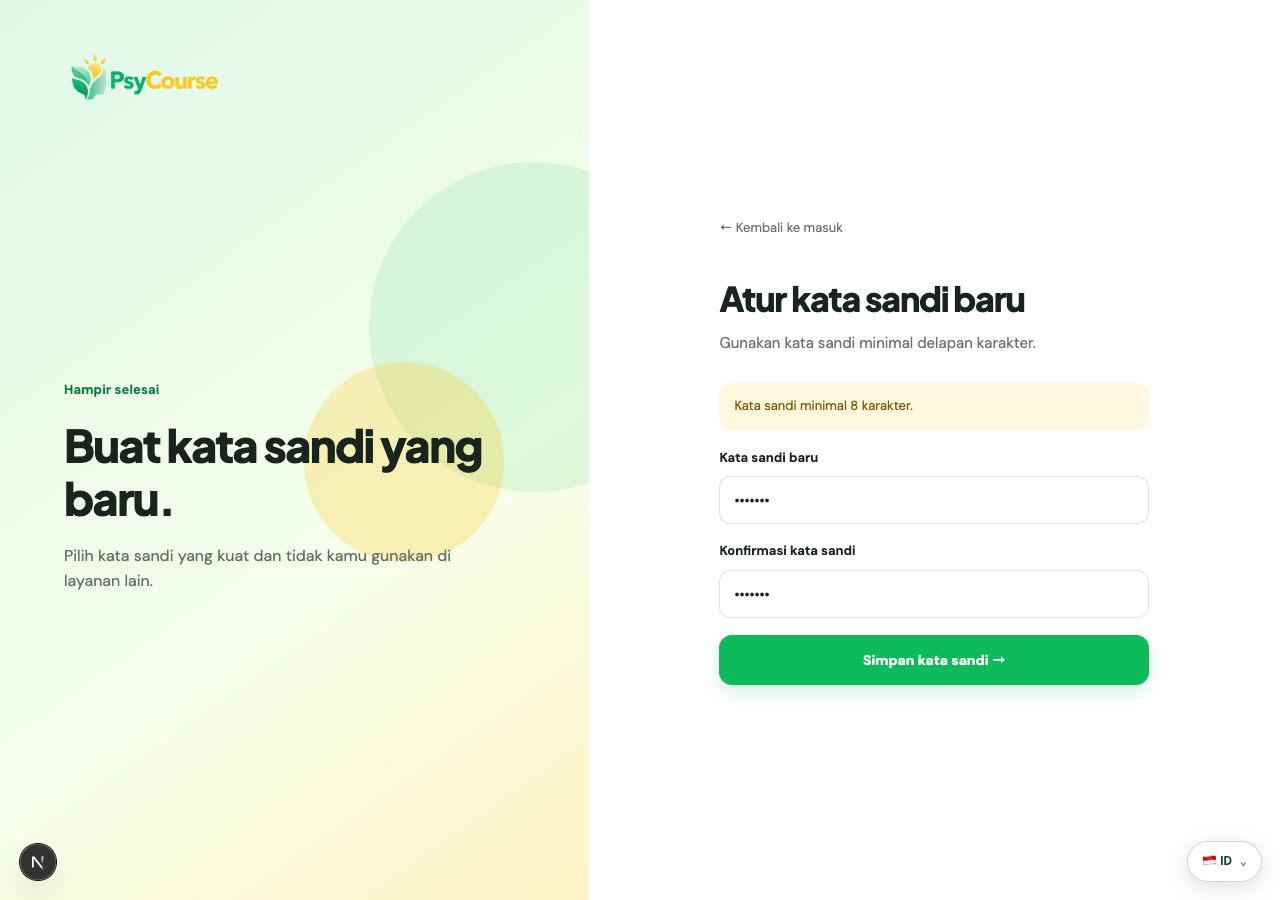 PsyCourse
Hampir selesai
Buat kata sandi yang
baru.
Pilih kata sandi yang kuat dan tidak kamu gunakan di
layanan lain.
← Kembali ke masuk
Atur kata sandi baru
Gunakan kata sandi minimal delapan karakter.
Kata sandi minimal 8 karakter.
Kata sandi baru
•••••••
Konfirmasi kata sandi
•••••••
Simpan kata sandi →
N
ID